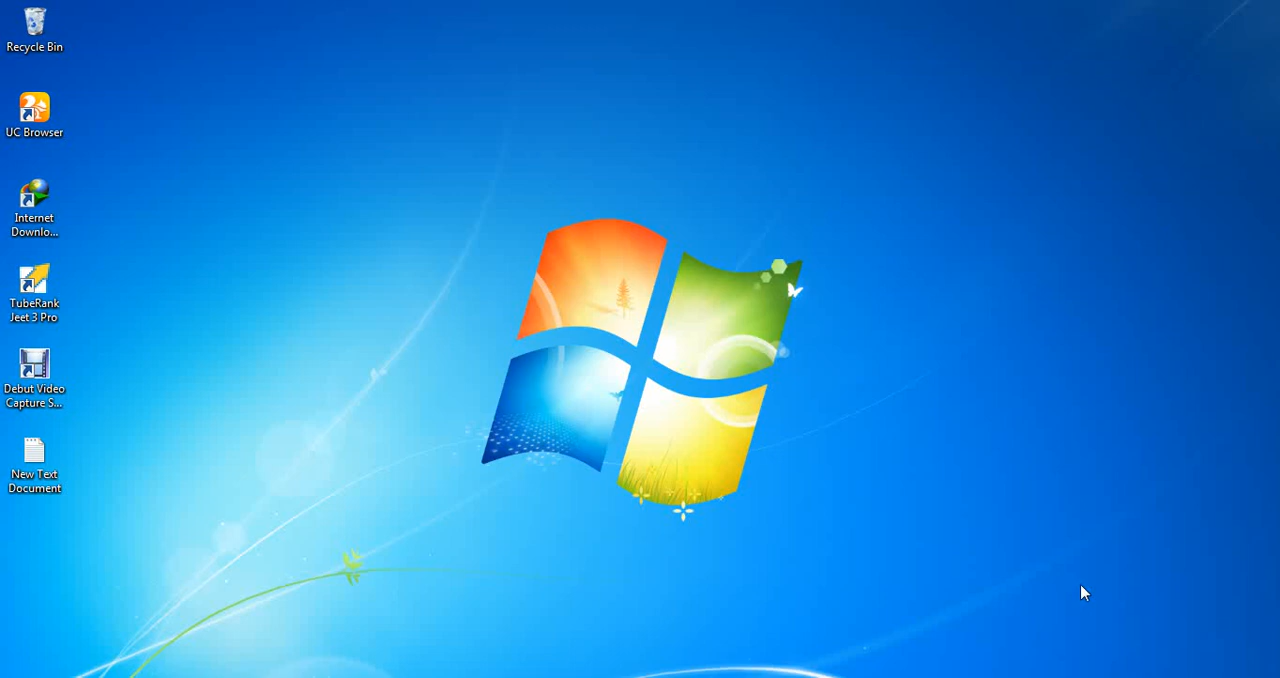 Recycle Bin
UC Browser
Internet
Downlo...
TubeRank
Jeet 3 Pro
Debut Video
Capture S...
New Text
Document